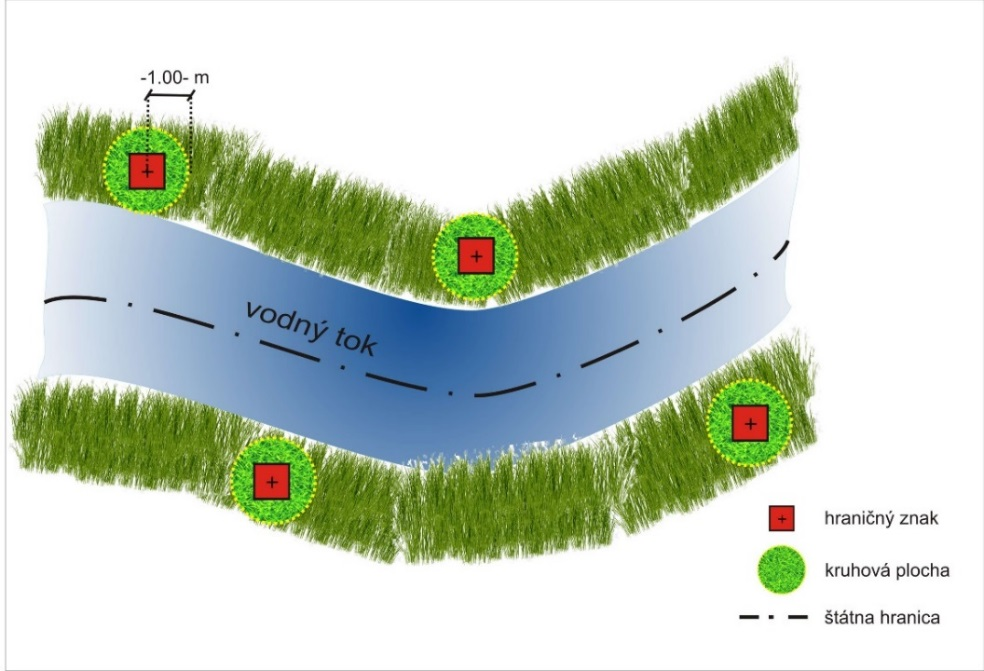 -1.00- m
vodný tok
hraničný znak
kruhová plocha
štátna hranica